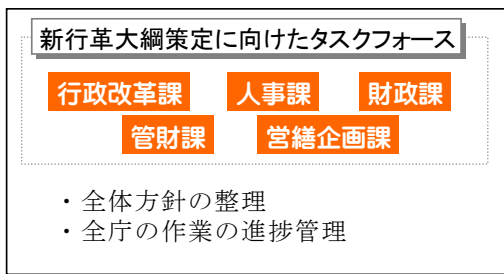 新行革大綱策定に向けたタスクフォース
行政改革課 人事課 財政課
管財課 営繕企画課
・全体方針の整理
・全庁の作業の進捗管理